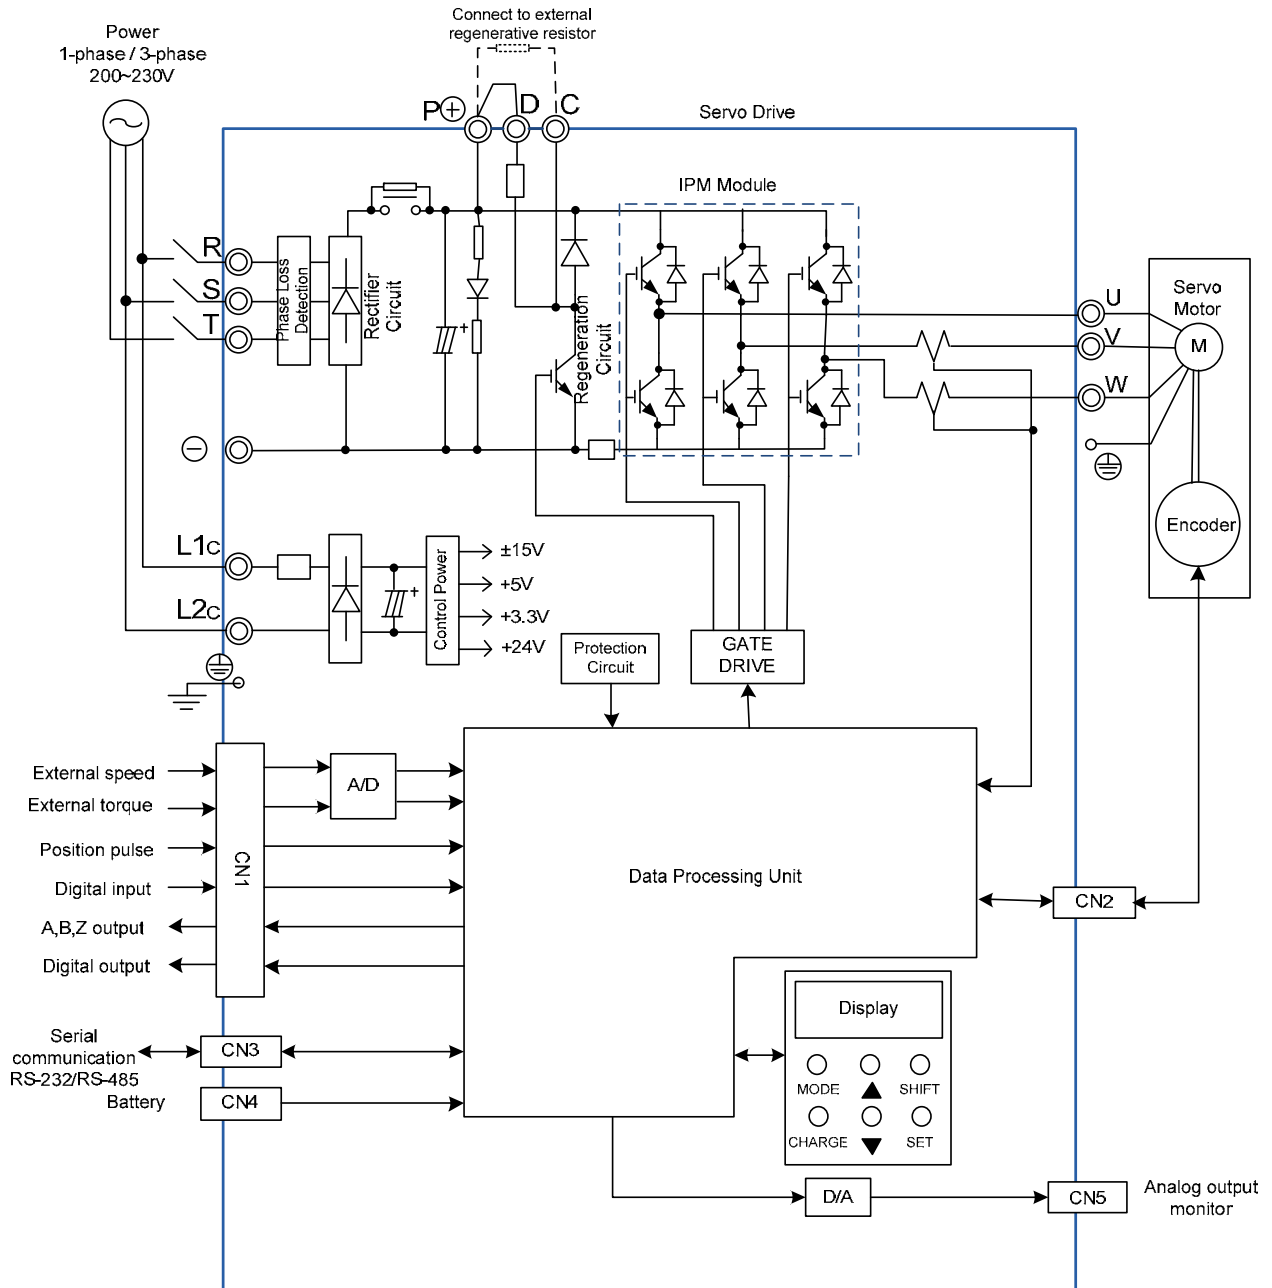 Connect to external
regenerative resistor
Power
1-phase / 3-phase
200~230V
P
D
C
Servo Drive
IPM Module
R
S
T
Phase Loss
Detection
Rectifier
Circuit
+
Regeneration
Circuit
U
V
W
Servo
Motor
M
Encoder
L1c
L2c
+
Control Power
±15V
+5V
+3.3V
+24V
Protection
Circuit
GATE
DRIVE
External speed
External torque
Position pulse
Digital input
A,B,Z output
Digital output
CN1
A/D
Data Processing Unit
CN2
Serial
communication
RS-232/RS-485
Battery
CN3
CN4
Display
MODE
SHIFT
CHARGE
SET
D/A
CN5
Analog output
monitor